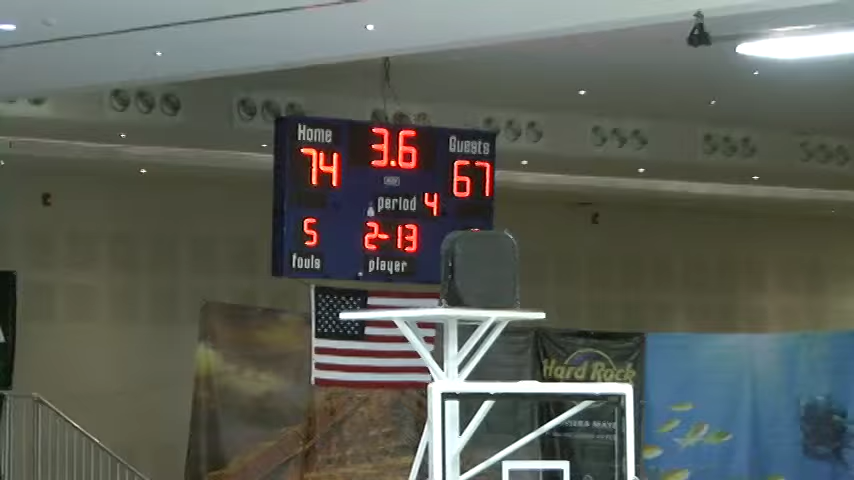 Home 3.6 Guests
74 67
period 4
5 2-13
fouls player
Hard Rock